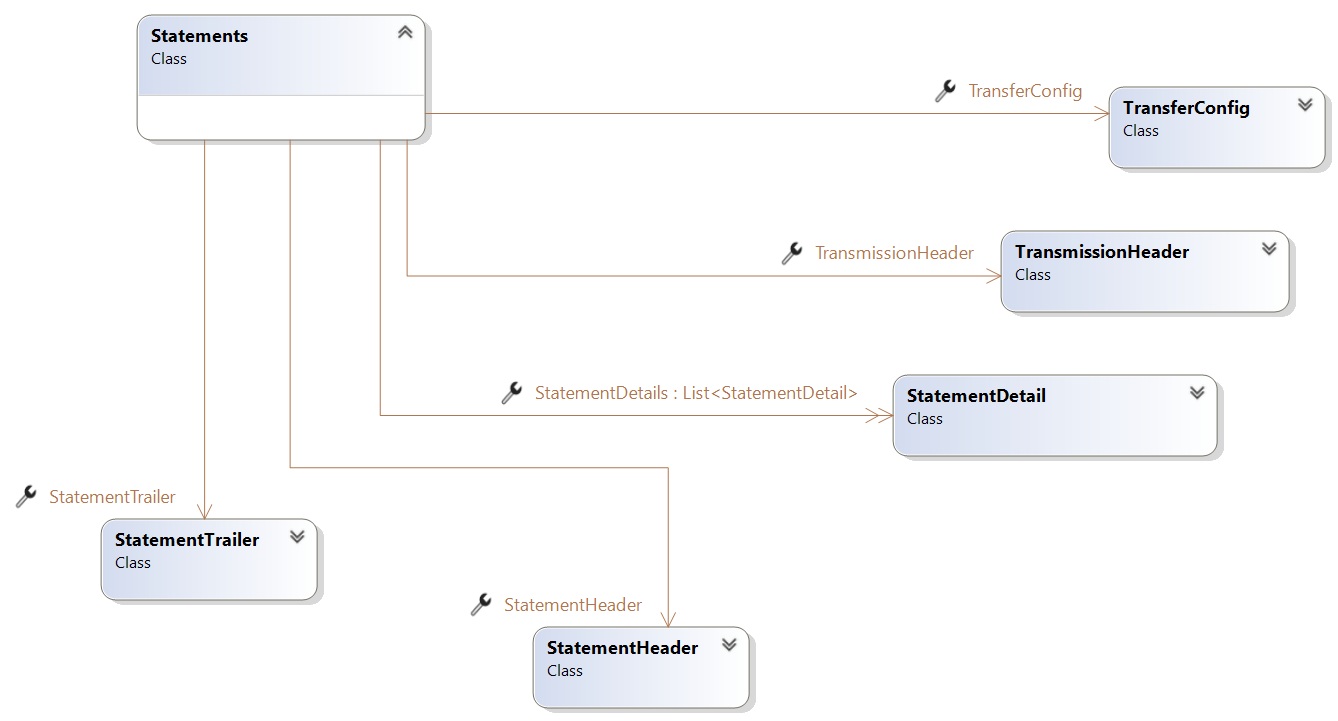 Statements
Class
TransferConfig
TransferConfig
Class
TransmissionHeader
TransmissionHeader
Class
StatementDetails : List<StatementDetail>
StatementDetail
Class
StatementTrailer
StatementTrailer
Class
StatementHeader
StatementHeader
Class